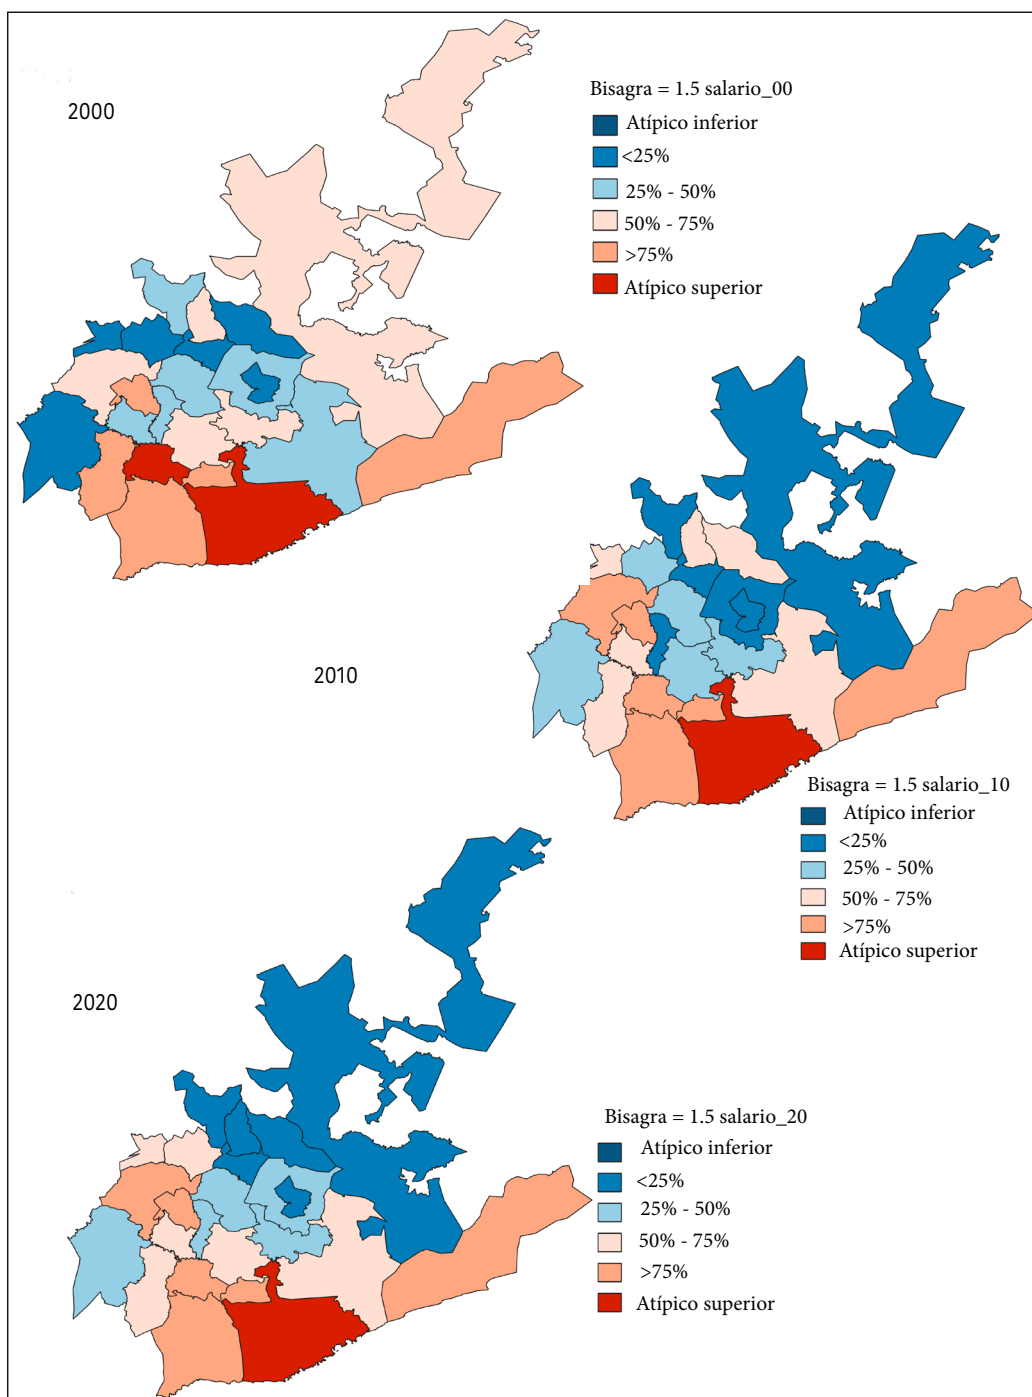 2000
Bisagra = 1.5 salario_00
Atípico inferior
<25%
25% - 50%
50% - 75%
>75%
Atípico superior
2010
Bisagra = 1.5 salario_10
Atípico inferior
<25%
25% - 50%
50% - 75%
>75%
Atípico superior
2020
Bisagra = 1.5 salario_20
Atípico inferior
<25%
25% - 50%
50% - 75%
>75%
Atípico superior